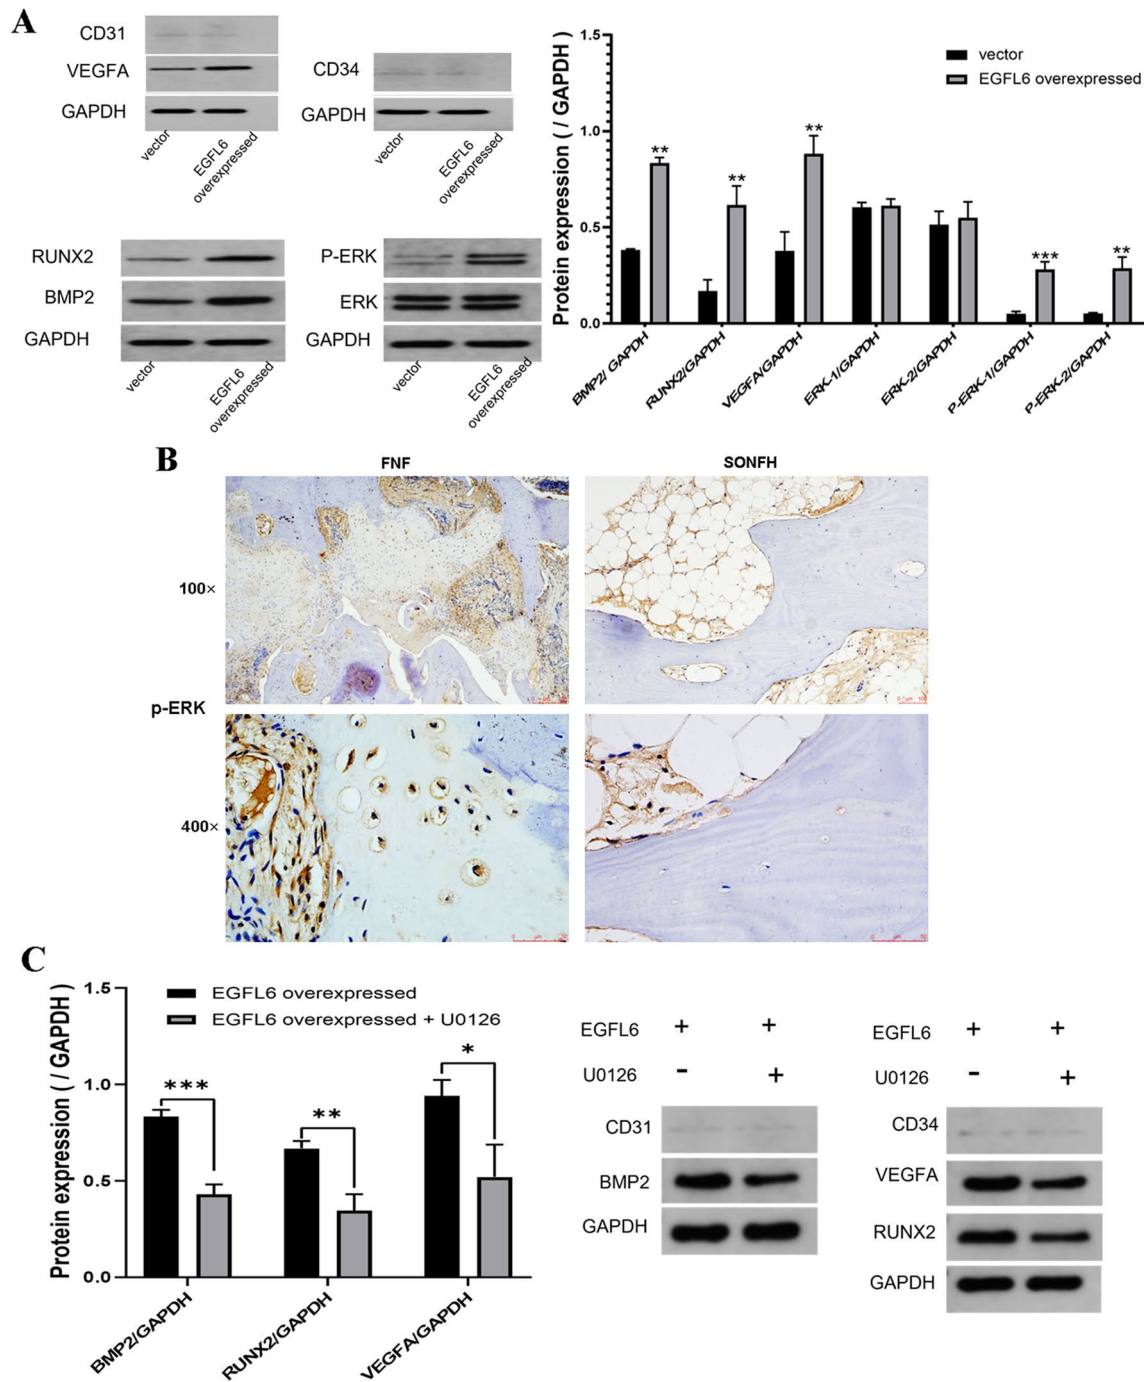 A
CD31
VEGFA
GAPDH
vector
EGFL6
overexpressed
CD34
GAPDH
vector
EGFL6
overexpressed
RUNX2
BMP2
GAPDH
vector
EGFL6
overexpressed
P-ERK
ERK
GAPDH
vector
EGFL6
overexpressed
Protein expression ( / GAPDH )
1.5
1.0
0.5
0.0
vector
EGFL6 overexpressed
**
**
**
***
**
BMP2/ GAPDH
RUNX2/GAPDH
VEGFA/GAPDH
ERK-1/GAPDH
ERK-2/GAPDH
P-ERK-1/GAPDH
P-ERK-2/GAPDH
B
FNF
SONFH
100×
p-ERK
400×
C
Protein expression ( / GAPDH )
1.5
1.0
0.5
0.0
EGFL6 overexpressed
EGFL6 overexpressed + U0126
***
**
*
BMP2/GAPDH
RUNX2/GAPDH
VEGFA/GAPDH
EGFL6 + +
U0126 - +
CD31
BMP2
GAPDH
EGFL6 + +
U0126 - +
CD34
VEGFA
RUNX2
GAPDH